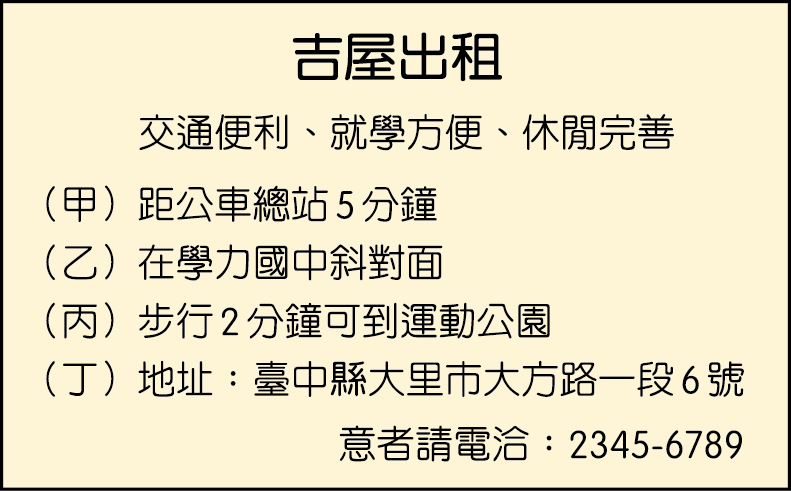 吉屋出租
交通便利、就學方便、休閒完善
（甲）距公車總站5分鐘
（乙）在學力國中斜對面
（丙）步行2分鐘可到運動公園
（丁）地址：臺中縣大里市大方路一段6號
意者請電洽：2345-6789